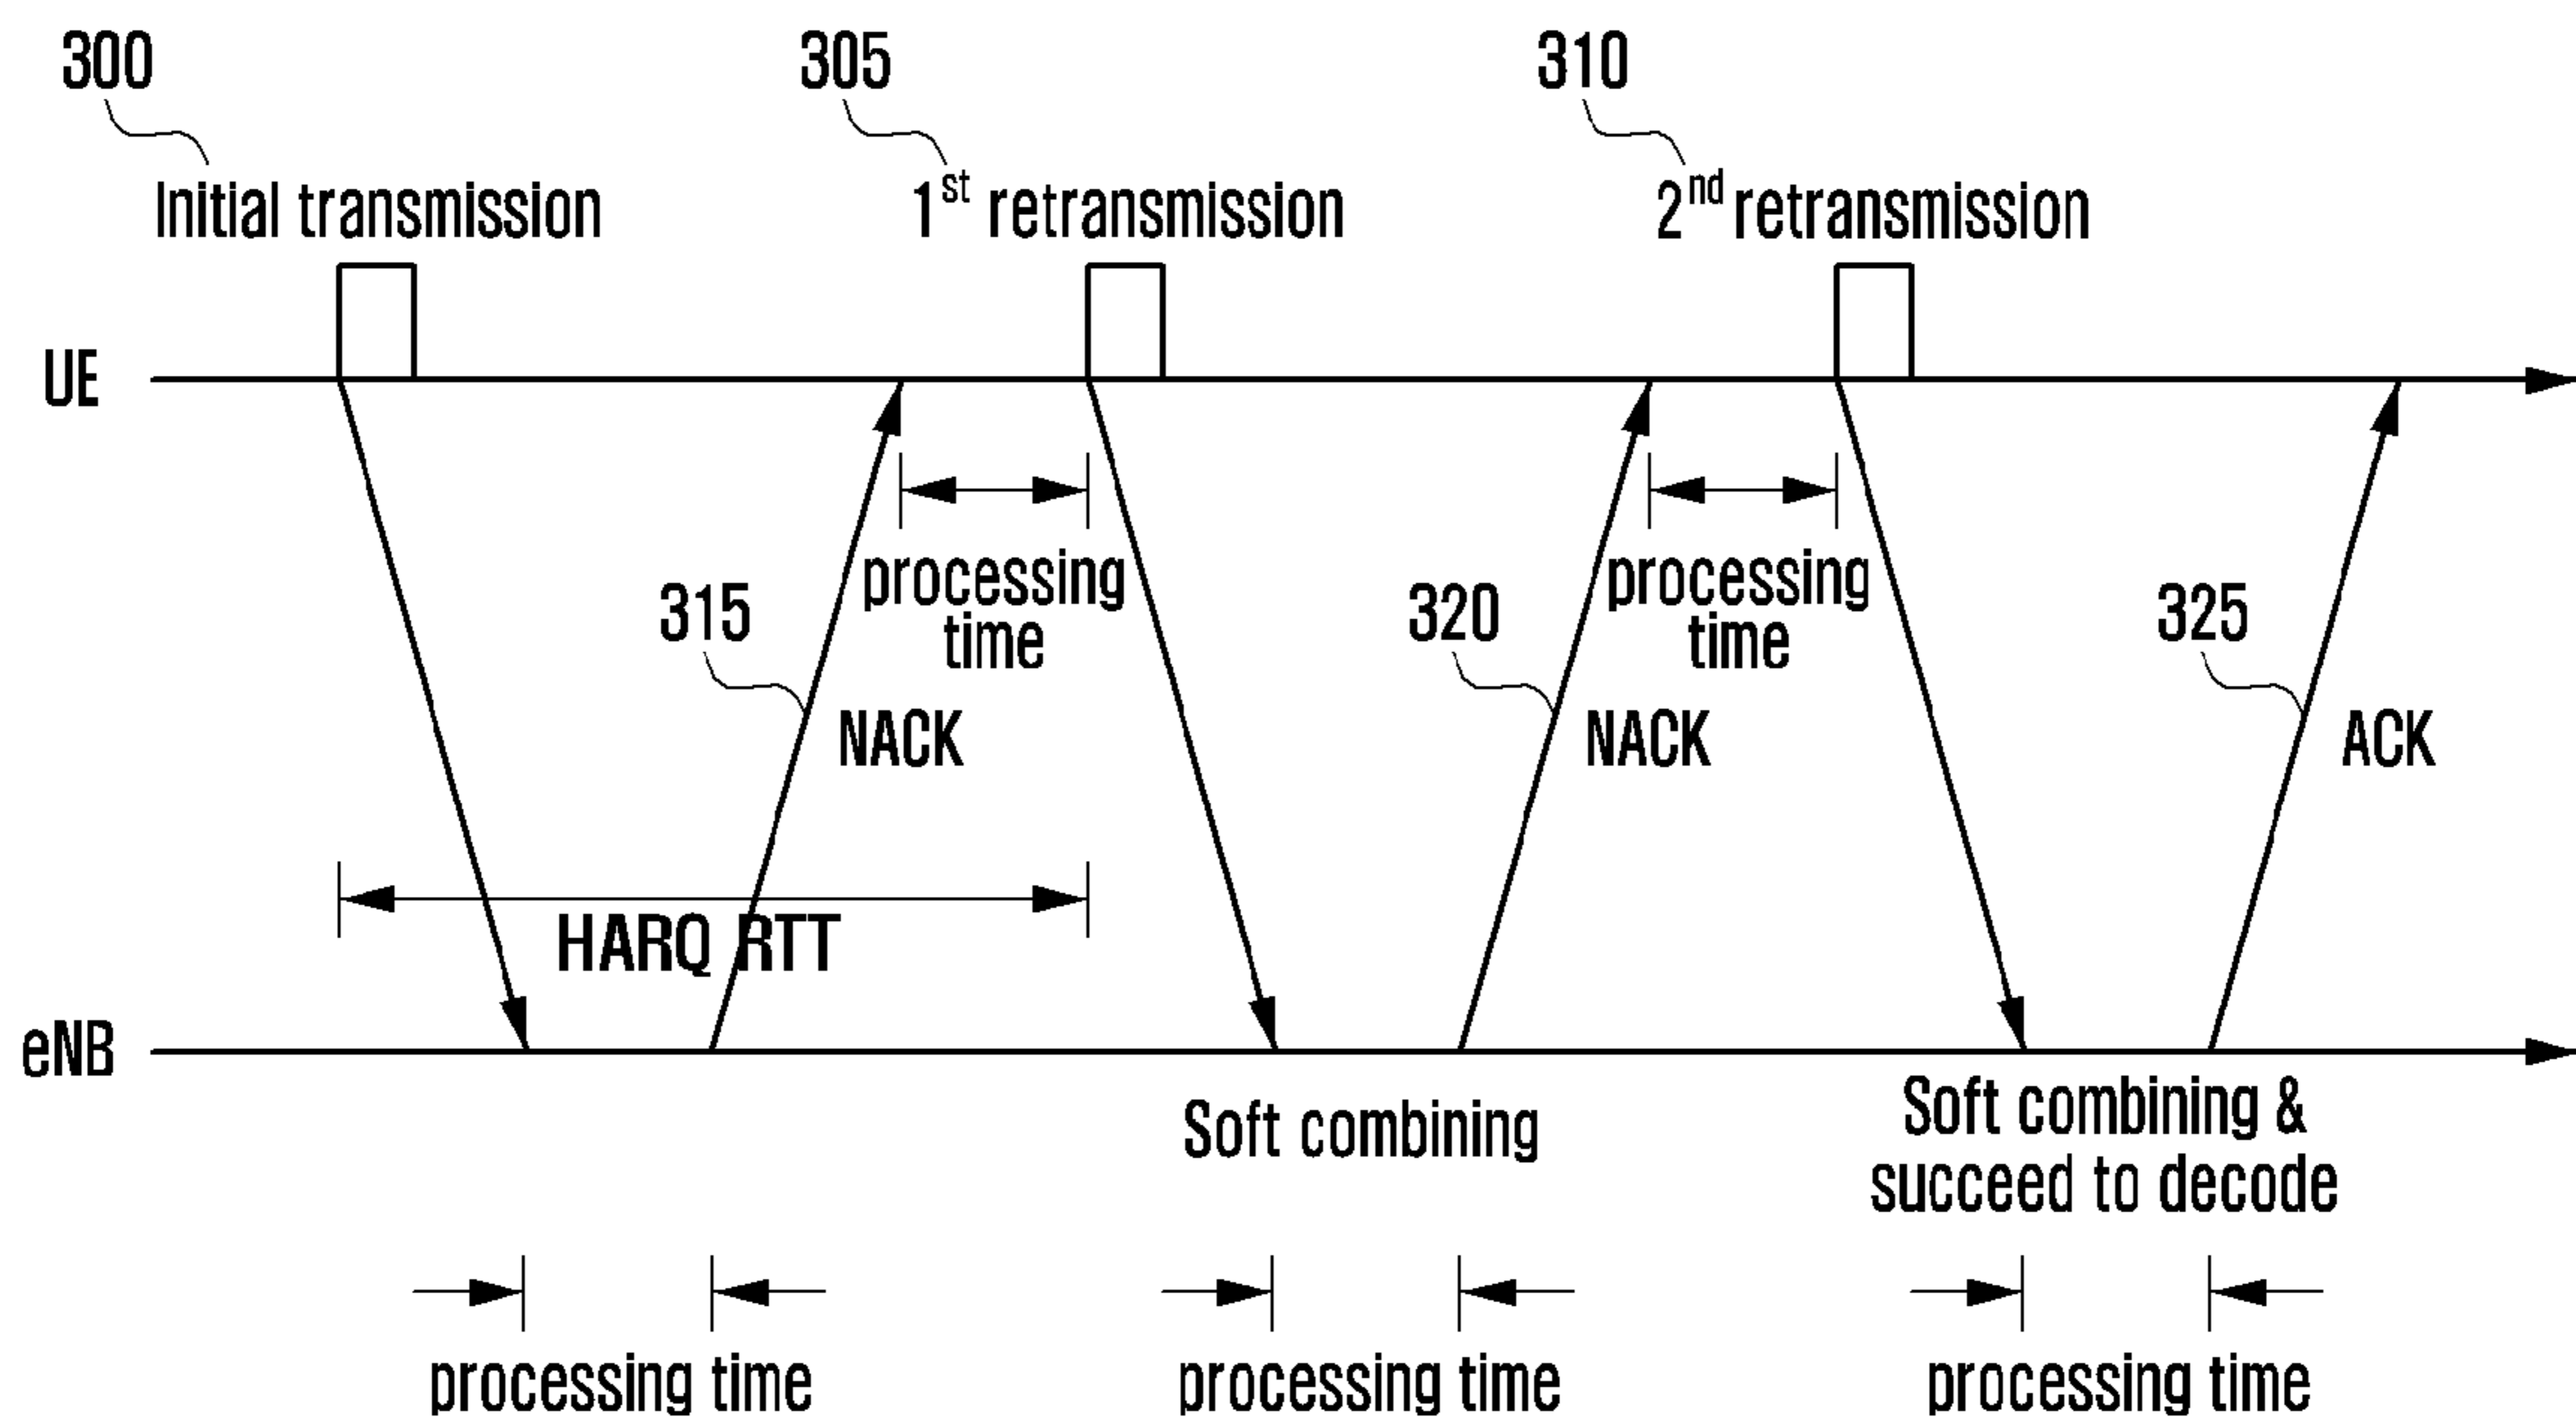 300
305
310
Initial transmission
1st retransmission
2nd retransmission
UE
processing
time
processing
time
315
320
325
NACK
NACK
ACK
HARQ RTT
eNB
Soft combining
Soft combining &
succeed to decode
processing time
processing time
processing time